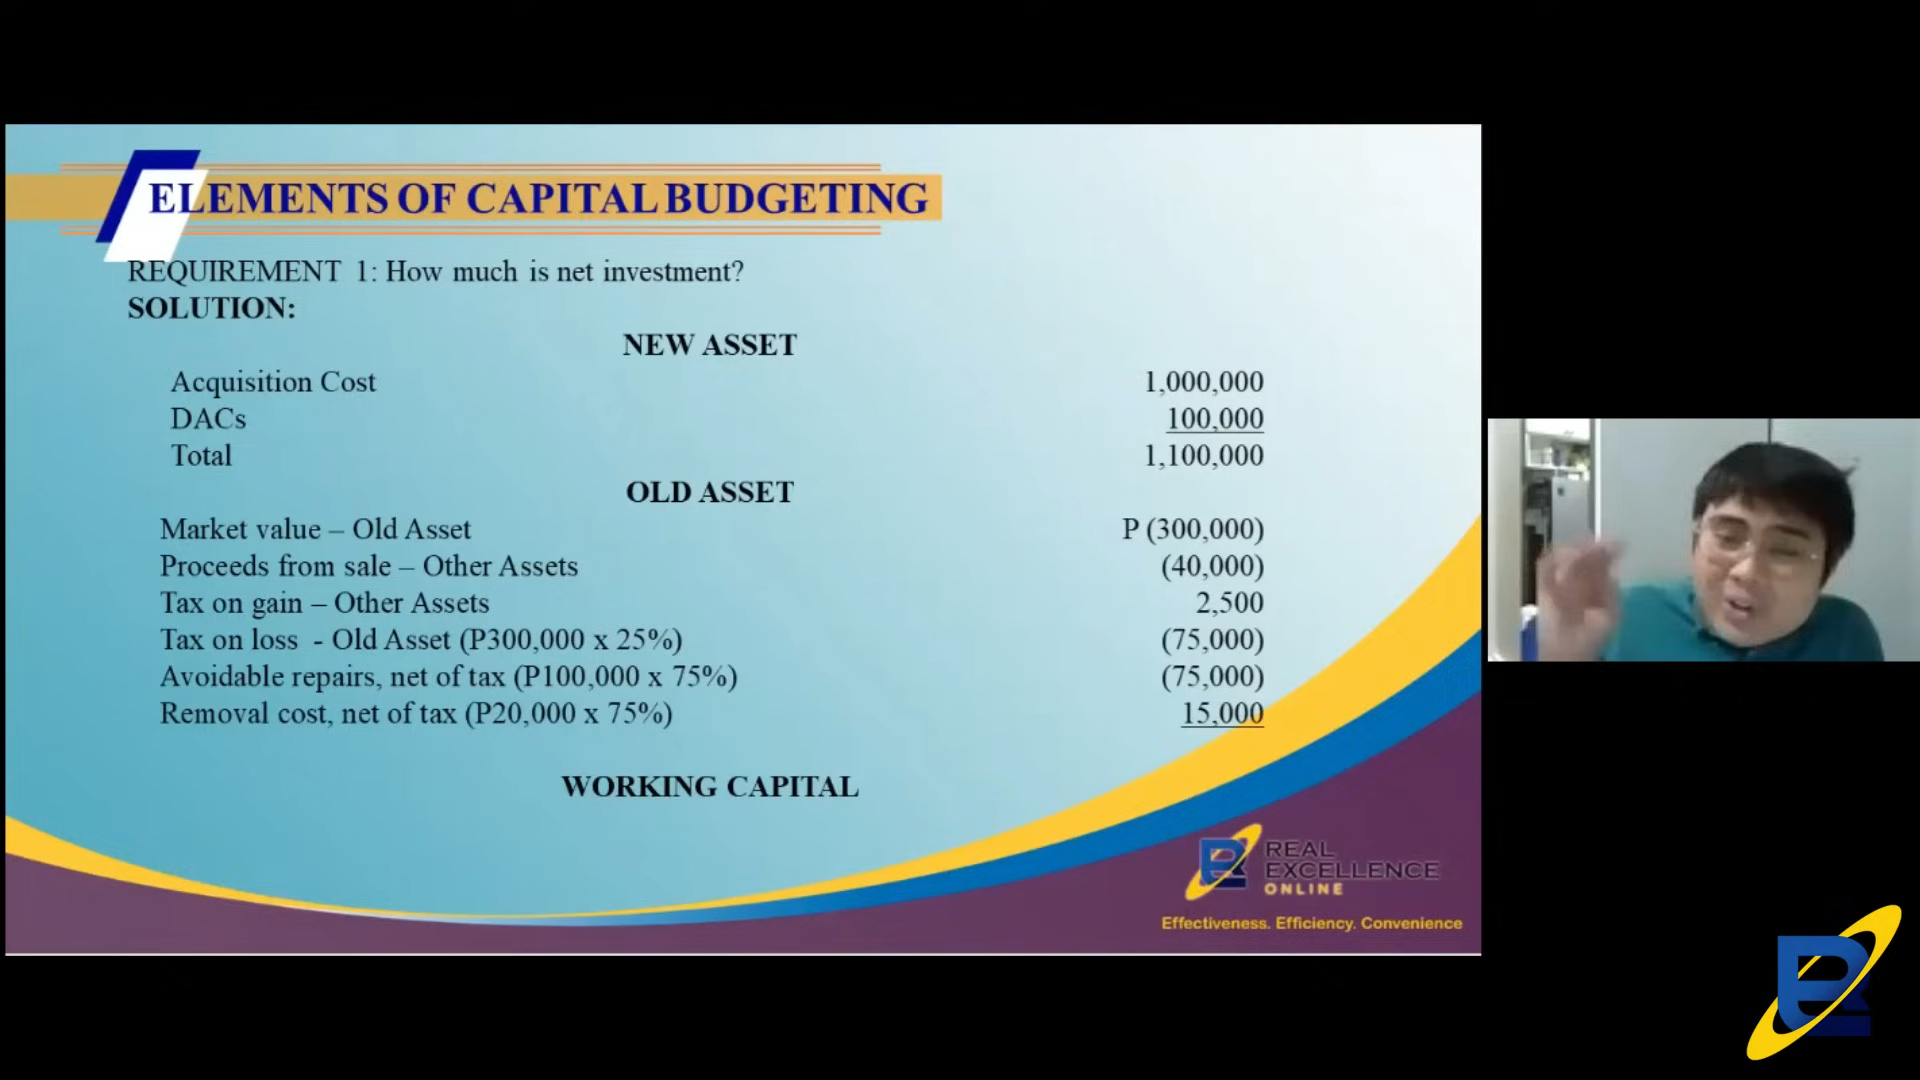 ELEMENTS OF CAPITAL BUDGETING
REQUIREMENT 1: How much is net investment?
SOLUTION:
NEW ASSET
Acquisition Cost 1,000,000
DACs 100,000
Total 1,100,000
OLD ASSET
Market value – Old Asset P (300,000)
Proceeds from sale – Other Assets (40,000)
Tax on gain – Other Assets 2,500
Tax on loss - Old Asset (P300,000 x 25%) (75,000)
Avoidable repairs, net of tax (P100,000 x 75%) (75,000)
Removal cost, net of tax (P20,000 x 75%) 15,000
WORKING CAPITAL
REAL
EXCELLENCE
ONLINE
Effectiveness. Efficiency. Convenience